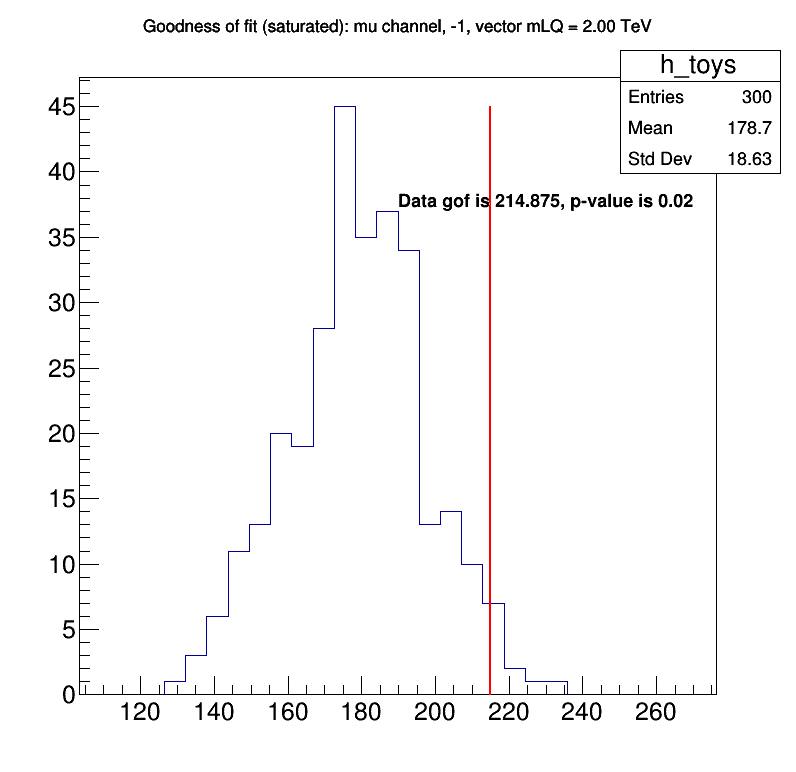 Goodness of fit (saturated): mu channel, -1, vector mLQ = 2.00 TeV
h_toys
Entries 300
Mean 178.7
Std Dev 18.63
Data gof is 214.875, p-value is 0.02
45
40
35
30
25
20
15
10
5
0
120 140 160 180 200 220 240 260